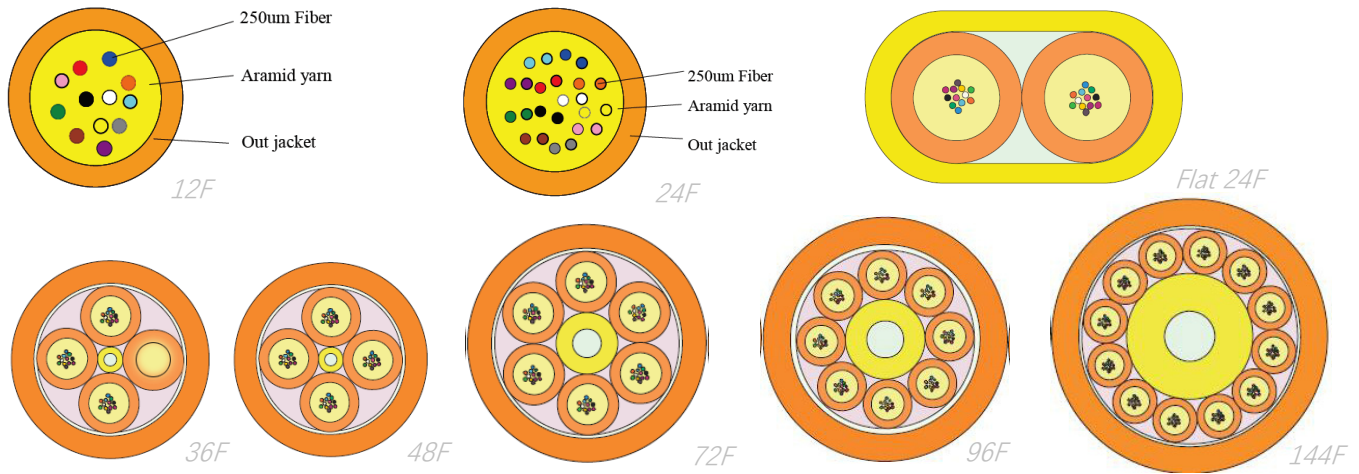 250um Fiber
Aramid yarn
Out jacket
12F
250um Fiber
Aramid yarn
Out jacket
24F
Flat 24F
36F
48F
72F
96F
144F